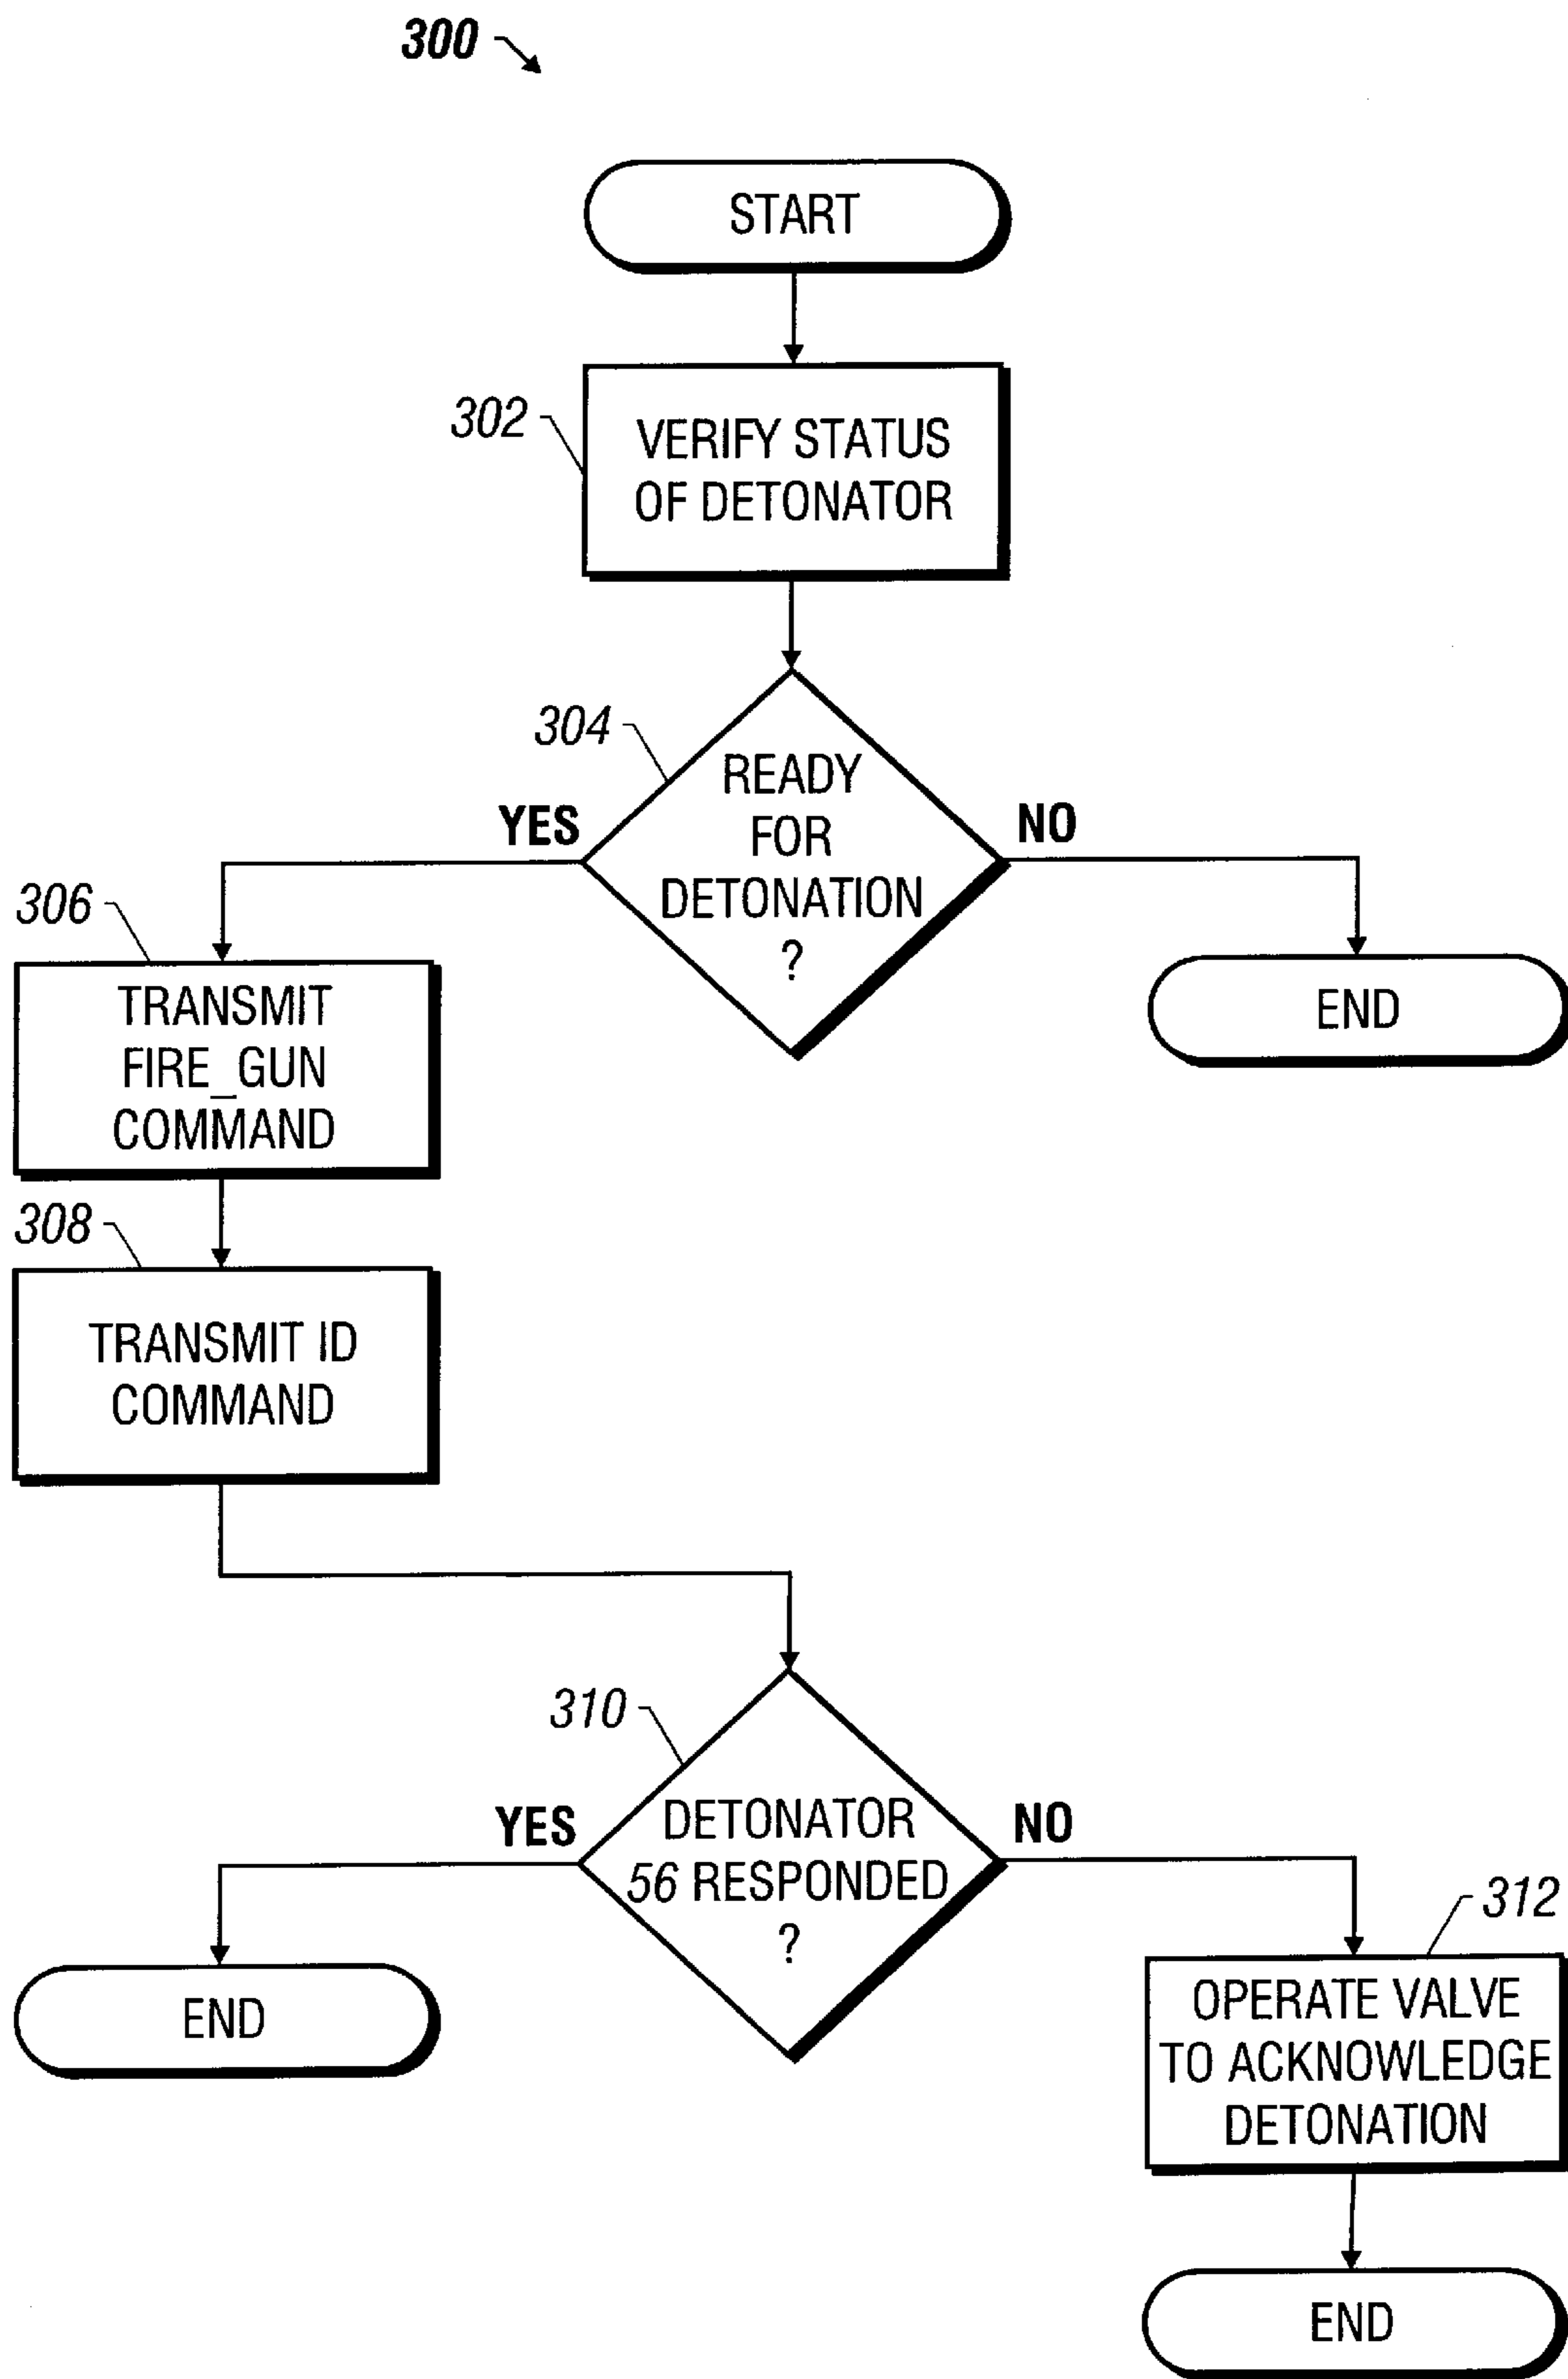 300
START
302
VERIFY STATUS
OF DETONATOR
304
READY
FOR
DETONATION
?
YES
NO
306
TRANSMIT
FIRE_GUN
COMMAND
END
308
TRANSMIT ID
COMMAND
310
DETONATOR
56 RESPONDED
?
YES
NO
END
312
OPERATE VALVE
TO ACKNOWLEDGE
DETONATION
END